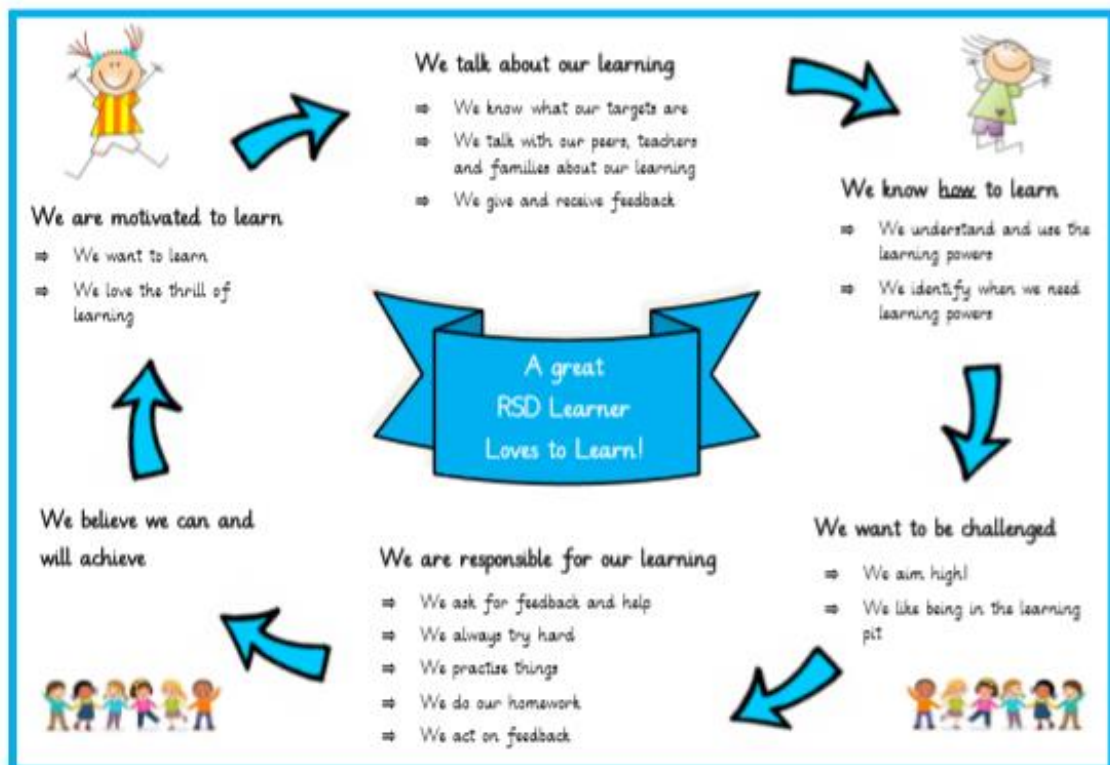 We talk about our learning
⇒ We know what our targets are
⇒ We talk with our peers, teachers
and families about our learning
⇒ We give and receive feedback
We know how to learn
⇒ We understand and use the
learning powers
⇒ We identify when we need
learning powers
We want to be challenged
⇒ We aim high!
⇒ We like being in the learning
pit
We are responsible for our learning
⇒ We ask for feedback and help
⇒ We always try hard
⇒ We practise things
⇒ We do our homework
⇒ We act on feedback
We believe we can and
will achieve
We are motivated to learn
⇒ We want to learn
⇒ We love the thrill of
learning
A great
RSD Learner
Loves to Learn!